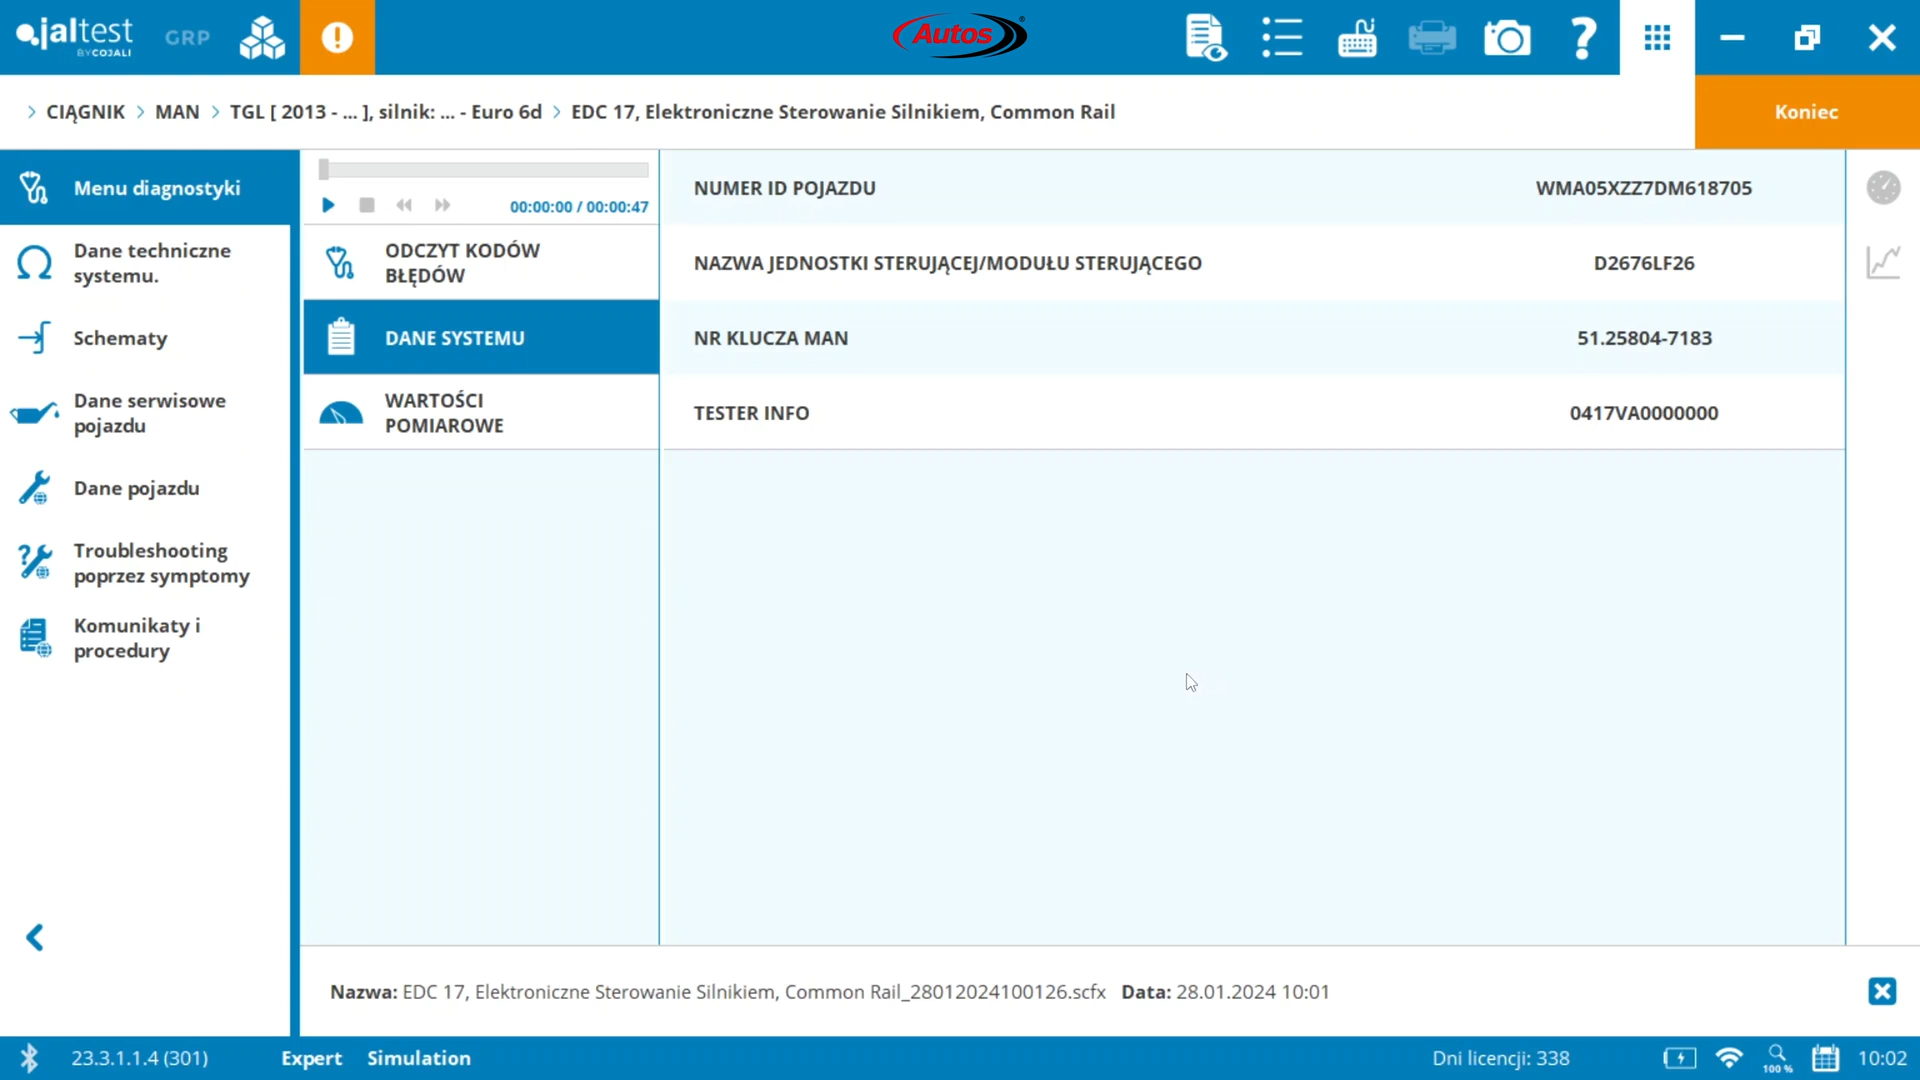 jaltest
BY COJALI
GRP
Autos
CIĄGNIK MAN TGL [ 2013 - ... ], silnik: ... - Euro 6d EDC 17, Elektroniczne Sterowanie Silnikiem, Common Rail
Koniec
Menu diagnostyki
Dane techniczne
systemu.
Schematy
Dane serwisowe
pojazdu
Dane pojazdu
Troubleshooting
poprzez symptomy
Komunikaty i
procedury
00:00:00 / 00:00:47
ODCZYT KODÓW
BŁĘDÓW
DANE SYSTEMU
WARTOŚCI
POMIAROWE
NUMER ID POJAZDU WMA05XZZ7DM618705
NAZWA JEDNOSTKI STERUJĄCEJ/MODUŁU STERUJĄCEGO D2676LF26
NR KLUCZA MAN 51.25804-7183
TESTER INFO 0417VA0000000
Nazwa: EDC 17, Elektroniczne Sterowanie Silnikiem, Common Rail_28012024100126.scfx Data: 28.01.2024 10:01
23.3.1.1.4 (301) Expert Simulation Dni licencji: 338 100 % 10:02